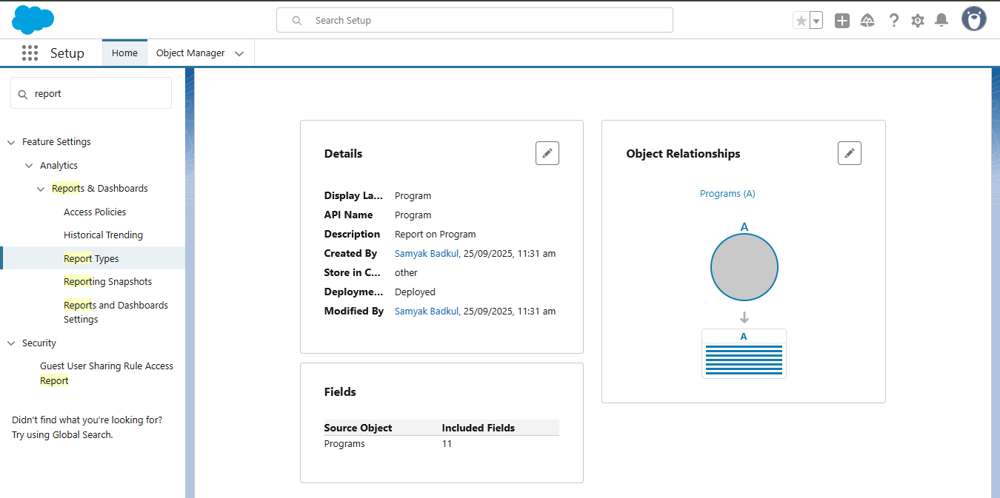 Search Setup
Setup
Home
Object Manager
report
Feature Settings
Analytics
Reports & Dashboards
Access Policies
Historical Trending
Report Types
Reporting Snapshots
Reports and Dashboards
Settings
Security
Guest User Sharing Rule Access
Report
Didn't find what you're looking for?
Try using Global Search.
Details
Display La... Program
API Name Program
Description Report on Program
Created By Samyak Badkul, 25/09/2025, 11:31 am
Store in C... other
Deployme... Deployed
Modified By Samyak Badkul, 25/09/2025, 11:31 am
Fields
Source Object Included Fields
Programs 11
Object Relationships
Programs (A)
A
A